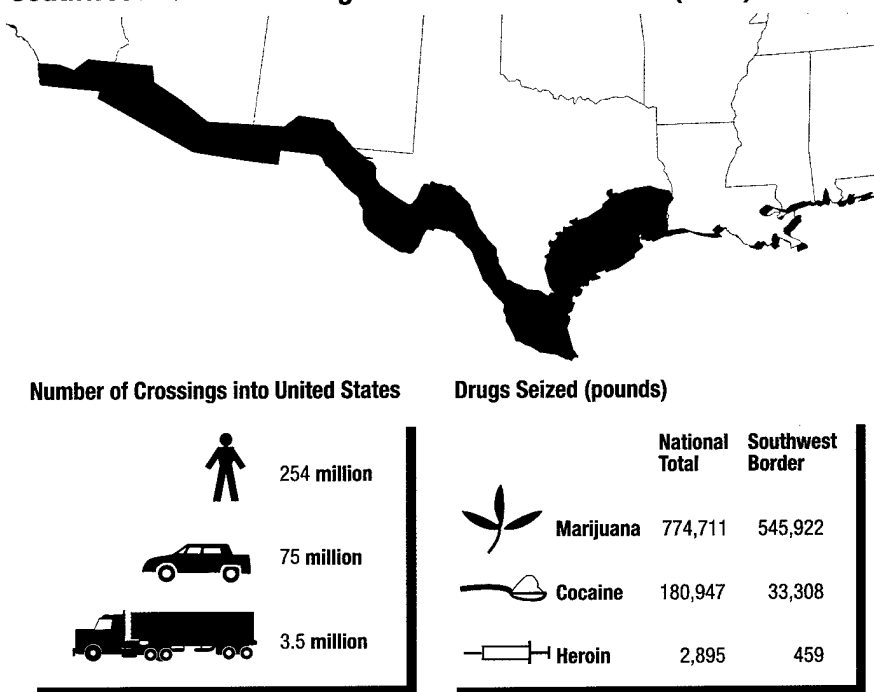 Number of Crossings into United States
254 million
75 million
3.5 million
Drugs Seized (pounds)
National Southwest
Total Border
Marijuana 774,711 545,922
Cocaine 180,947 33,308
Heroin 2,895 459